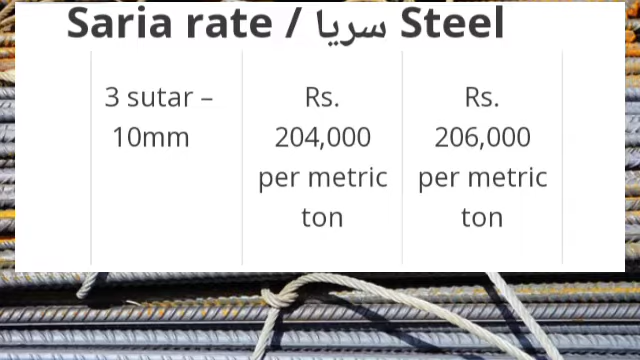 Saria rate / سریا Steel
3 sutar –
10mm
Rs.
204,000
per metric
ton
Rs.
206,000
per metric
ton